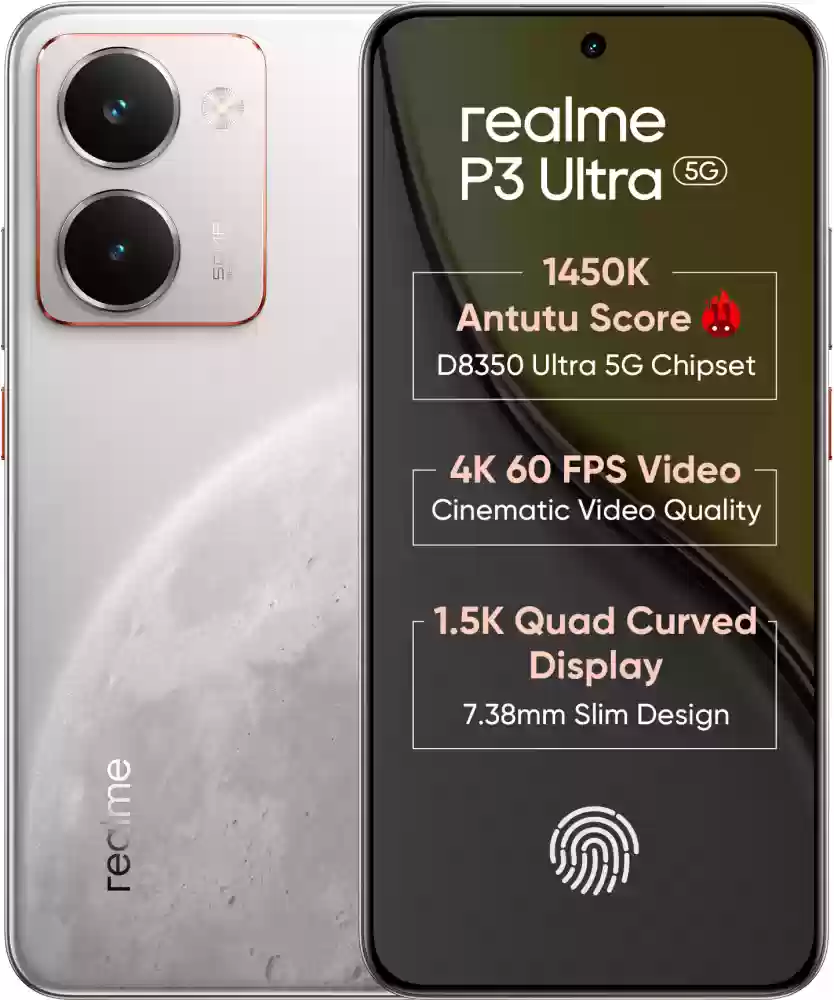 realme
P3 Ultra 5G
1450K
Antutu Score
D8350 Ultra 5G Chipset
4K 60 FPS Video
Cinematic Video Quality
1.5K Quad Curved
Display
7.38mm Slim Design
realme